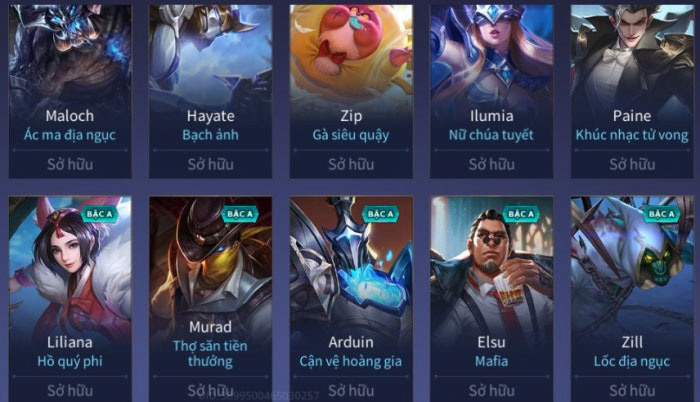 Maloch
Ác ma địa ngục
Sở hữu
Hayate
Bạch ảnh
Sở hữu
Zip
Gà siêu quậy
Sở hữu
Ilumia
Nữ chúa tuyết
Sở hữu
Paine
Khúc nhạc tử vong
Sở hữu
Liliana
BẬC A
Hồ quý phi
Sở hữu
BẬC A
Murad
Thợ săn tiền
thưởng
Sở hữu
BẬC A
Arduin
Cận vệ hoàng gia
Sở hữu
BẬC A
Elsu
Mafia
Sở hữu
BẬC A
Zill
Lốc địa ngục
Sở hữu